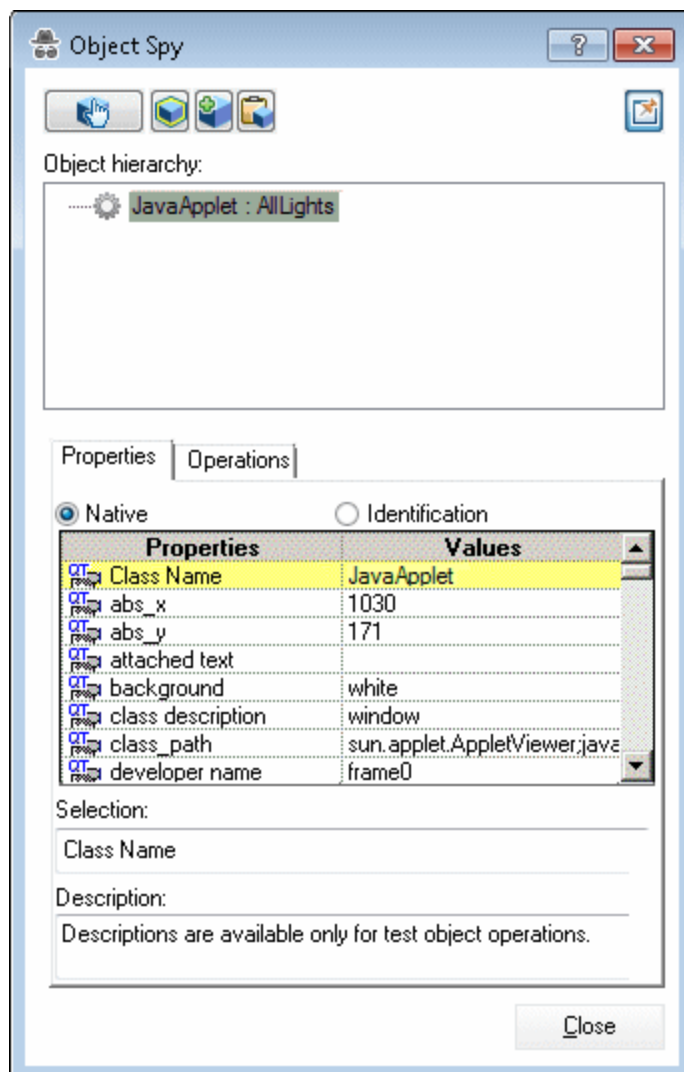 Object Spy
Object hierarchy:
JavaApplet : AllLights
Properties Operations
Native Identification
Properties Values
Class Name JavaApplet
abs_x 1030
abs_y 171
attached text
background white
class description window
class_path sun.applet.AppletViewer;java
developer name frame0
Selection:
Class Name
Description:
Descriptions are available only for test object operations.
Close